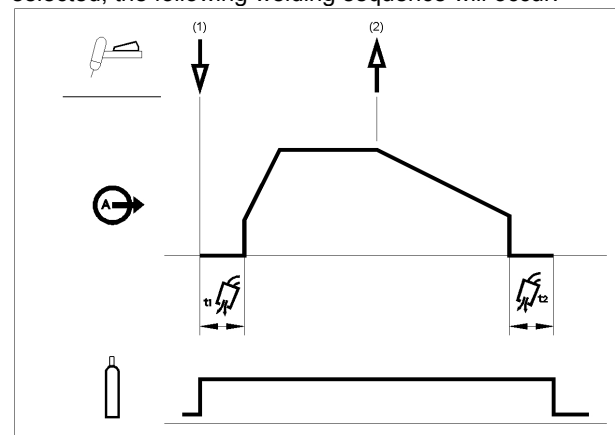 selected, the following welding sequence will occur:
(1) (2)
A
t1 t2